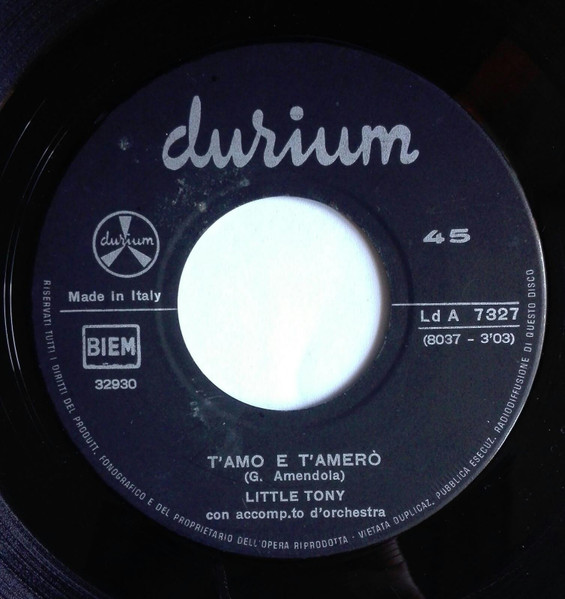 durium
durium
45
Made in Italy
Ld A 7327
BIEM
(8037 - 3'03)
32930
T'AMO E T'AMERÒ
(G. Amendola)
LITTLE TONY
con accomp.to d'orchestra
RISERVATI TUTTI I DIRITTI DEL PRODUTT. FONOGRAFICO E DEL PROPRIETARIO DELL'OPERA RIPRODOTTA - VIETATA DUPLICAZ. PUBBLICA ESECUZ. RADIODIFFUSIONE DI QUESTO DISCO